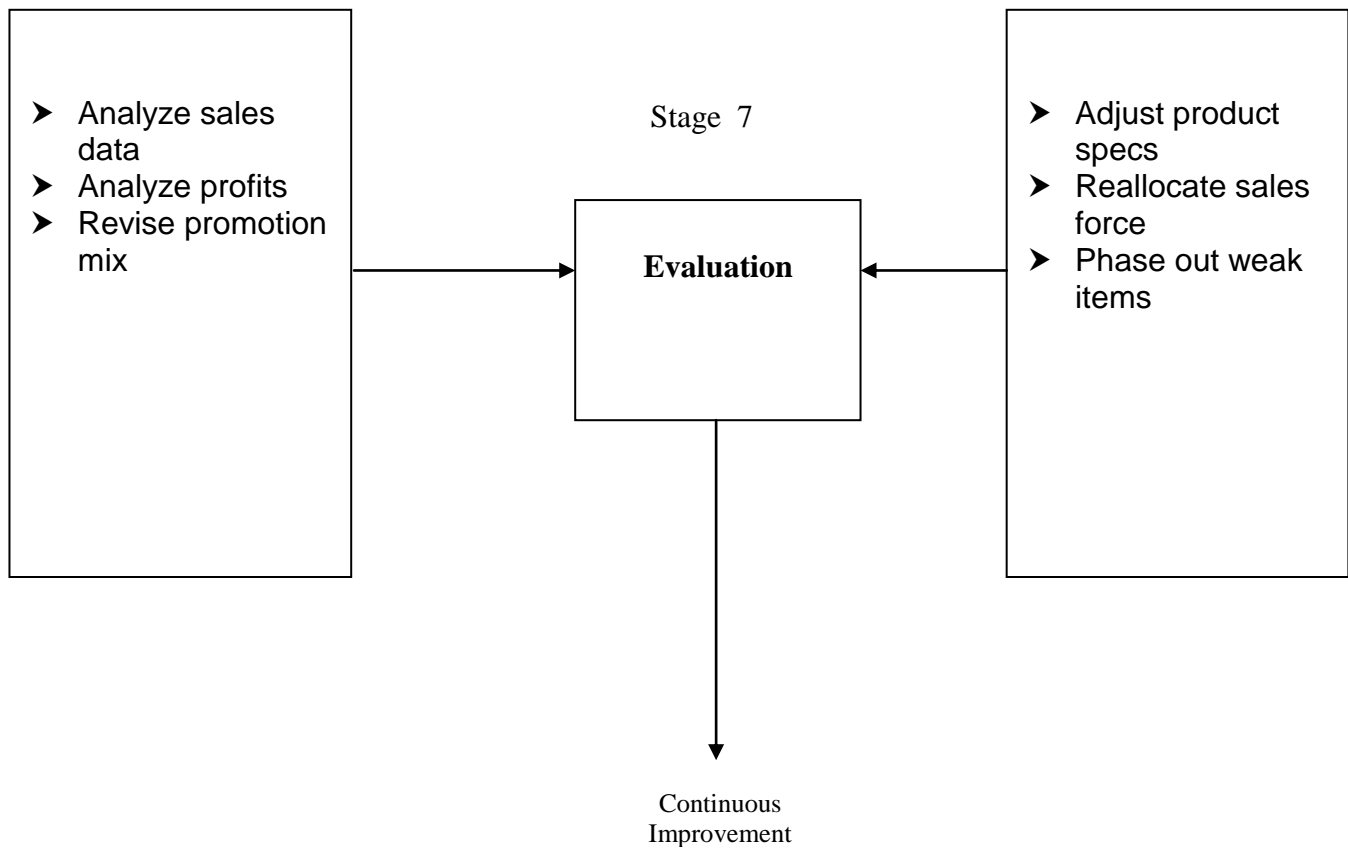 ➤ Analyze sales
data
➤ Analyze profits
➤ Revise promotion
mix
Stage 7
Evaluation
➤ Adjust product
specs
➤ Reallocate sales
force
➤ Phase out weak
items
Continuous
Improvement